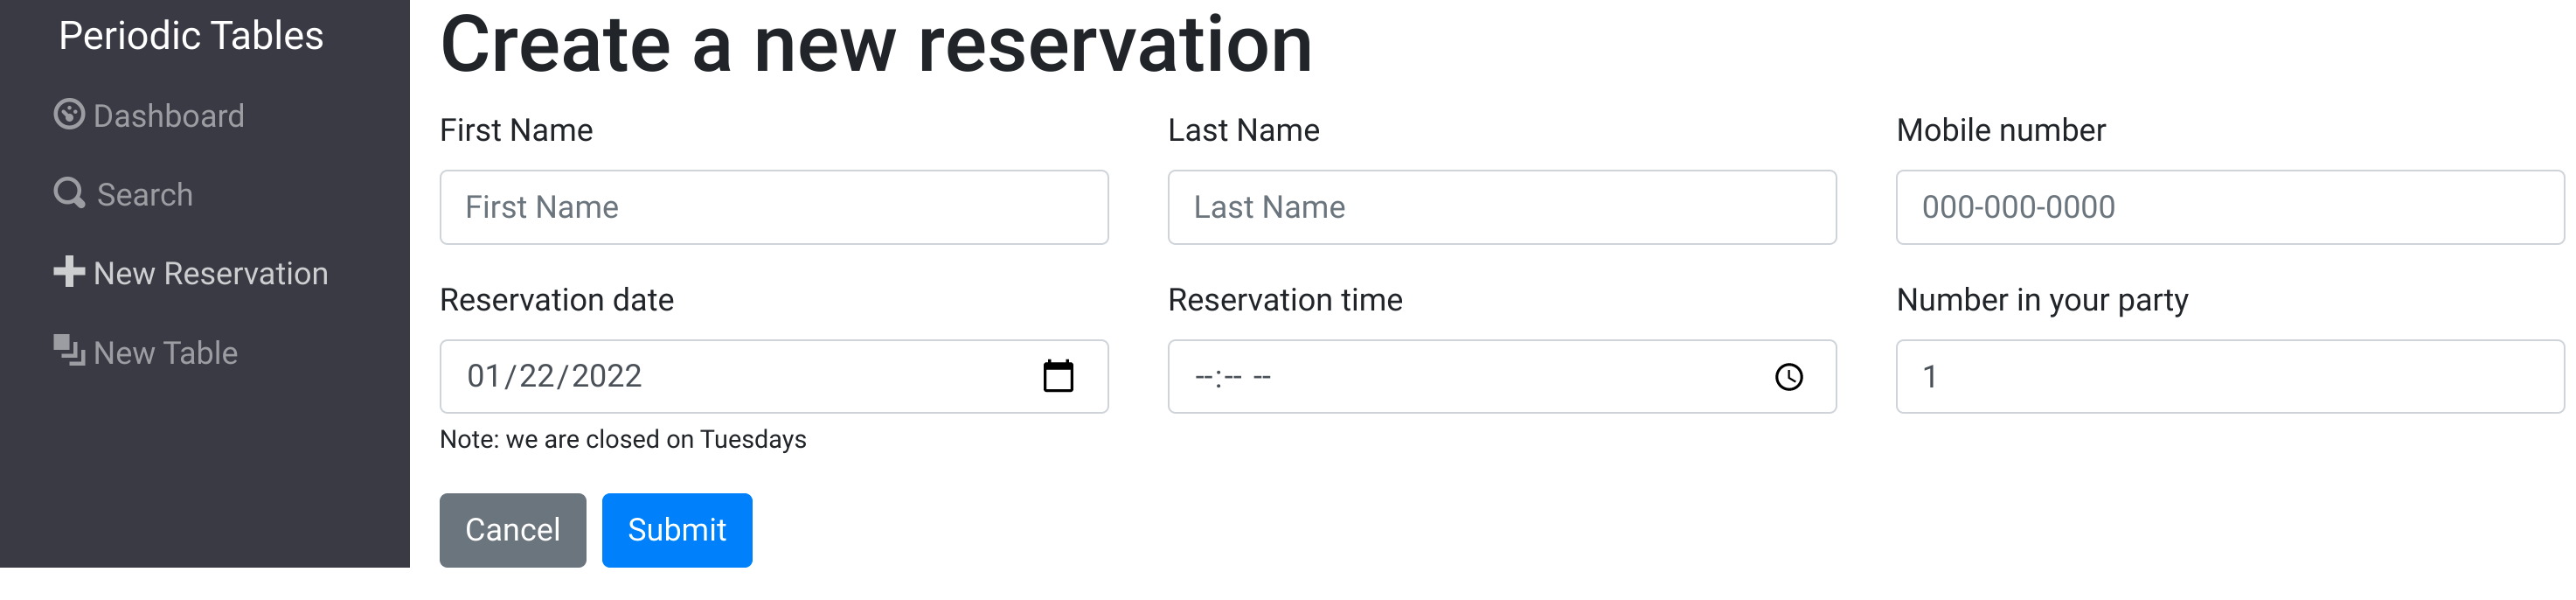 Periodic Tables
Dashboard
Search
New Reservation
New Table
Create a new reservation
First Name
Last Name
Mobile number
First Name
Last Name
000-000-0000
Reservation date
Reservation time
Number in your party
01/22/2022
--:-- --
1
Note: we are closed on Tuesdays
Cancel
Submit